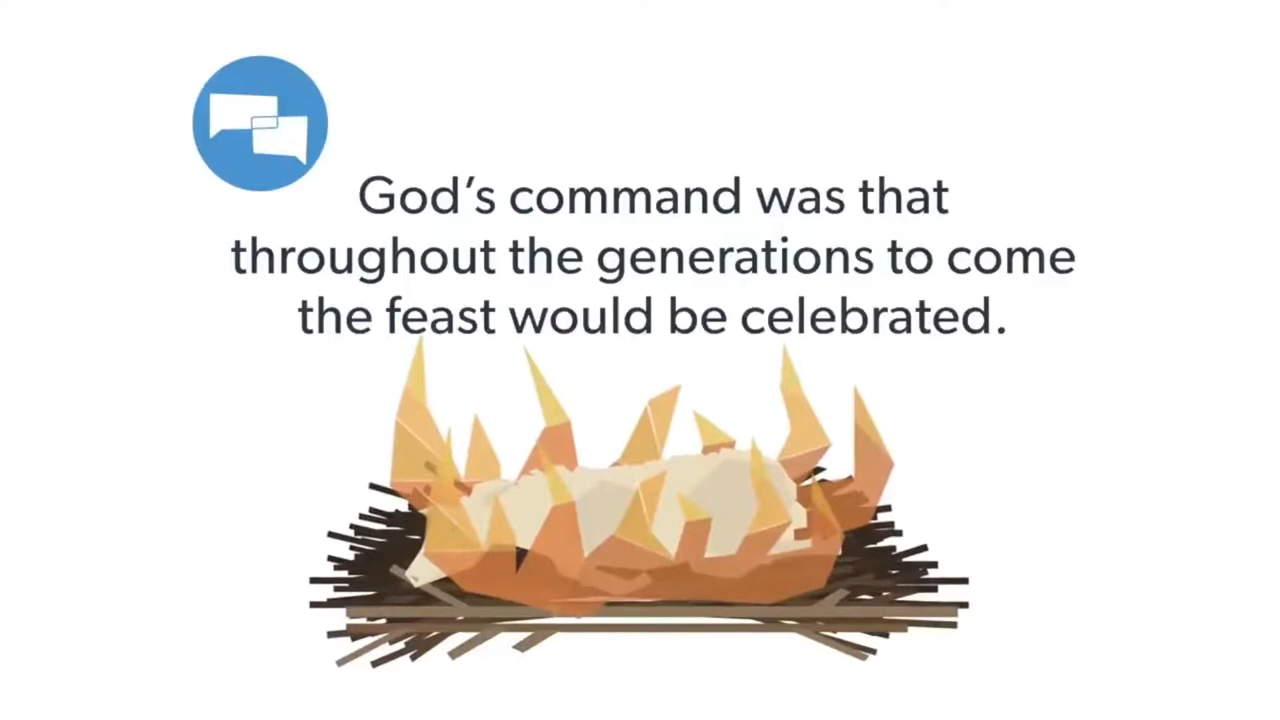 God’s command was that
throughout the generations to come
the feast would be celebrated.